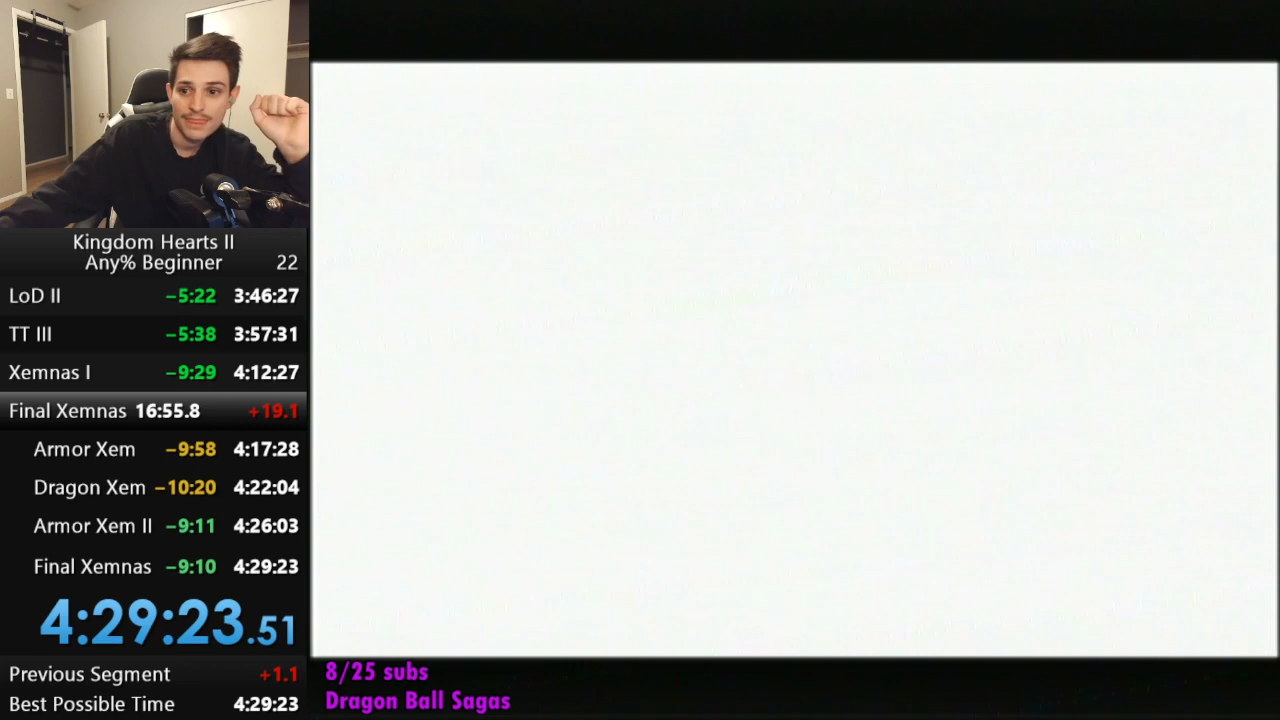 Kingdom Hearts II
Any% Beginner 22
LoD II −5:22 3:46:27
TT III −5:38 3:57:31
Xemnas I −9:29 4:12:27
Final Xemnas 16:55.8 +19.1
Armor Xem −9:58 4:17:28
Dragon Xem −10:20 4:22:04
Armor Xem II −9:11 4:26:03
Final Xemnas −9:10 4:29:23
4:29:23.51
Previous Segment +1.1
Best Possible Time 4:29:23
8/25 subs
Dragon Ball Sagas